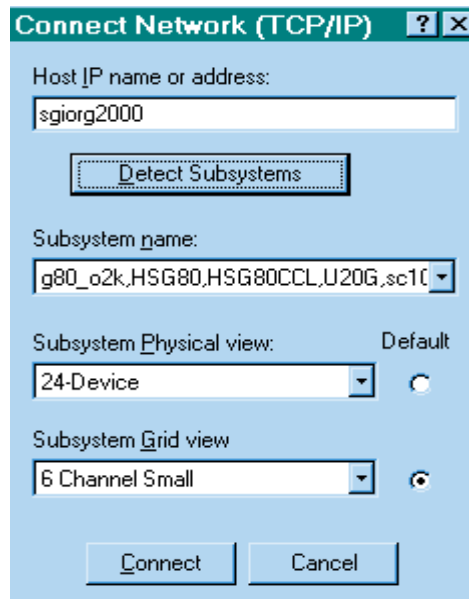 Connect Network (TCP/IP)
Host IP name or address:
sgiorg2000
Detect Subsystems
Subsystem name:
g80_o2k,HSG80,HSG80CCL,U20G,sc10
Subsystem Physical view: Default
24-Device
Subsystem Grid view
6 Channel Small
Connect Cancel